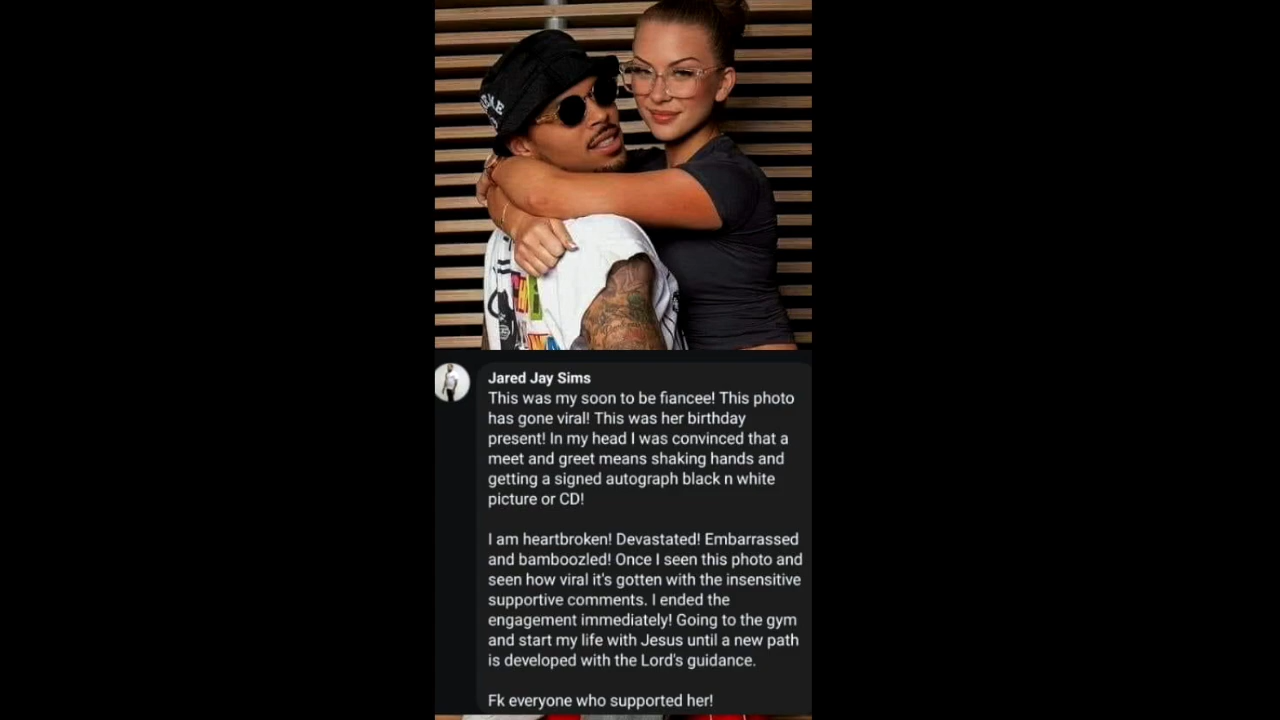 Jared Jay Sims
This was my soon to be fiancee! This photo
has gone viral! This was her birthday
present! In my head I was convinced that a
meet and greet means shaking hands and
getting a signed autograph black n white
picture or CD!
I am heartbroken! Devastated! Embarrassed
and bamboozled! Once I seen this photo and
seen how viral it's gotten with the insensitive
supportive comments. I ended the
engagement immediately! Going to the gym
and start my life with Jesus until a new path
is developed with the Lord's guidance.
Fk everyone who supported her!